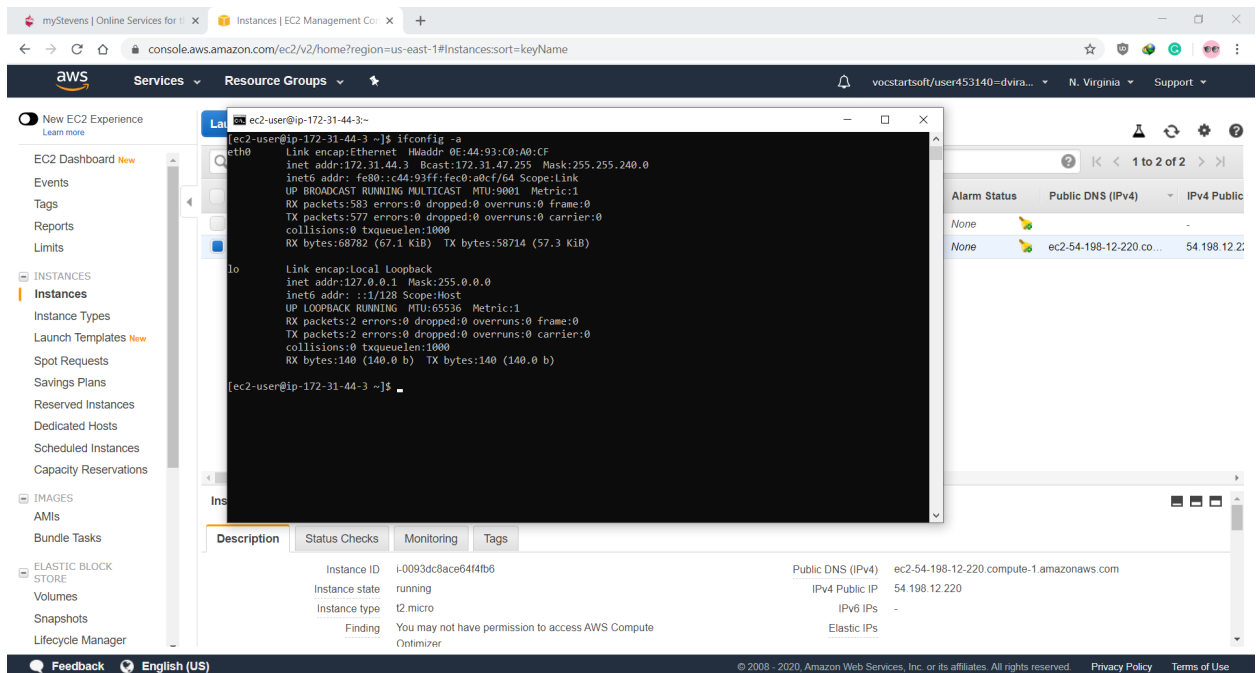 myStevens | Online Services for t
Instances | EC2 Management Con
console.aws.amazon.com/ec2/v2/home?region=us-east-1#Instances:sort=keyName
aws Services Resource Groups vocstartsoft/user453140=dvira... N. Virginia Support
New EC2 Experience
Learn more
EC2 Dashboard New
Events
Tags
Reports
Limits
INSTANCES
Instances
Instance Types
Launch Templates New
Spot Requests
Savings Plans
Reserved Instances
Dedicated Hosts
Scheduled Instances
Capacity Reservations
IMAGES
AMIs
Bundle Tasks
ELASTIC BLOCK
STORE
Volumes
Snapshots
Lifecycle Manager
Lau
ec2-user@ip-172-31-44-3:~
[ec2-user@ip-172-31-44-3 ~]$ ifconfig -a
eth0 Link encap:Ethernet HWaddr 0E:44:93:C0:A0:CF
inet addr:172.31.44.3 Bcast:172.31.47.255 Mask:255.255.240.0
inet6 addr: fe80::c44:93ff:fec0:a0cf/64 Scope:Link
UP BROADCAST RUNNING MULTICAST MTU:9001 Metric:1
RX packets:583 errors:0 dropped:0 overruns:0 frame:0
TX packets:577 errors:0 dropped:0 overruns:0 carrier:0
collisions:0 txqueuelen:1000
RX bytes:68782 (67.1 KiB) TX bytes:58714 (57.3 KiB)
lo Link encap:Local Loopback
inet addr:127.0.0.1 Mask:255.0.0.0
inet6 addr: ::1/128 Scope:Host
UP LOOPBACK RUNNING MTU:65536 Metric:1
RX packets:2 errors:0 dropped:0 overruns:0 frame:0
TX packets:2 errors:0 dropped:0 overruns:0 carrier:0
collisions:0 txqueuelen:1000
RX bytes:140 (140.0 b) TX bytes:140 (140.0 b)
[ec2-user@ip-172-31-44-3 ~]$
1 to 2 of 2
Alarm Status Public DNS (IPv4) IPv4 Public
None -
None ec2-54-198-12-220.co... 54.198.12.22
Ins
Description Status Checks Monitoring Tags
Instance ID i-0093dc8ace64f4fb6
Instance state running
Instance type t2.micro
Finding You may not have permission to access AWS Compute
Optimizer
Public DNS (IPv4) ec2-54-198-12-220.compute-1.amazonaws.com
IPv4 Public IP 54.198.12.220
IPv6 IPs -
Elastic IPs
Feedback English (US) © 2008 - 2020, Amazon Web Services, Inc. or its affiliates. All rights reserved. Privacy Policy Terms of Use